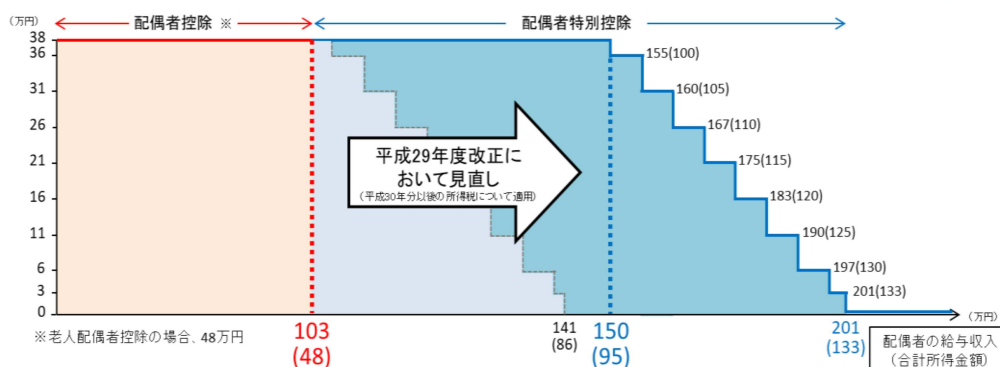 配偶者控除 ※
配偶者特別控除
(万円)
38
36
31
26
21
16
11
6
3
0
155(100)
160(105)
167(110)
175(115)
183(120)
190(125)
197(130)
201(133)
平成29年度改正に
おいて見直し
(平成30年分以後の所得税について適用)
(万円)
※老人配偶者控除の場合、48万円
103
(48)
141
(86)
150
(95)
201
(133)
配偶者の給与収入
(合計所得金額)